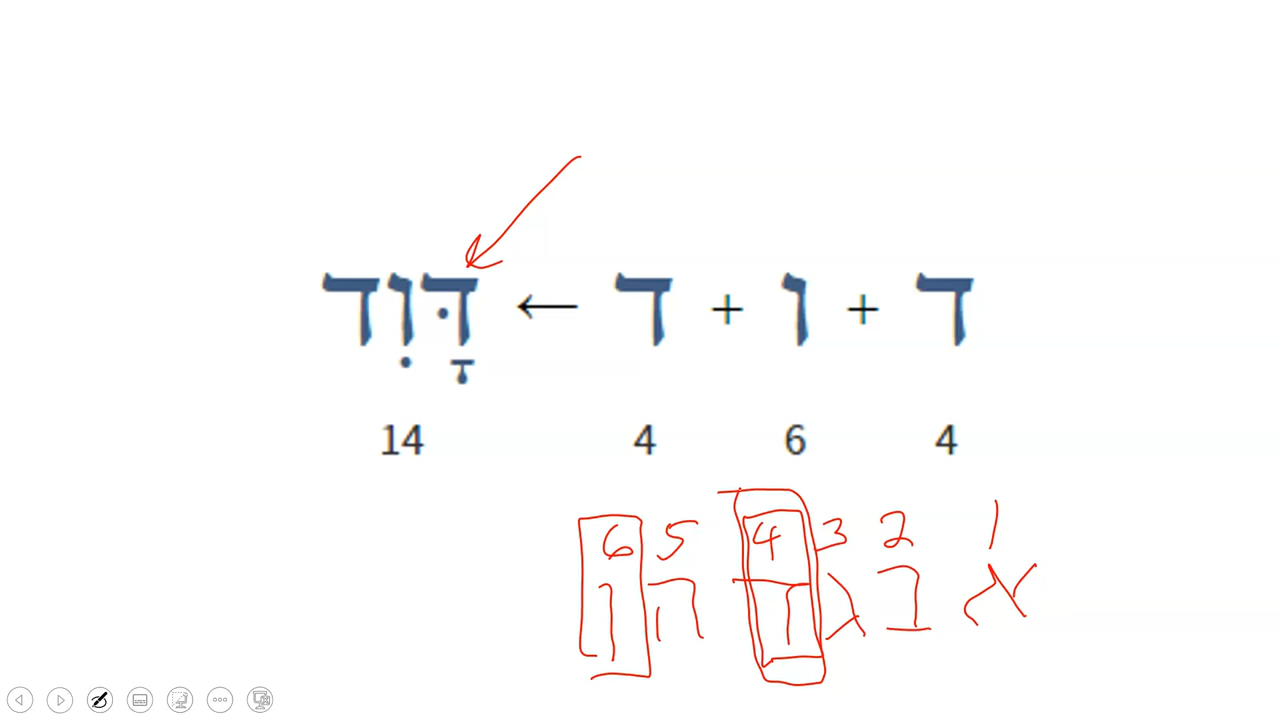 ד + ו + ד ← דָּוִד
14 4 6 4
6 5 4 3 2 1
א ב ג ד ה ו